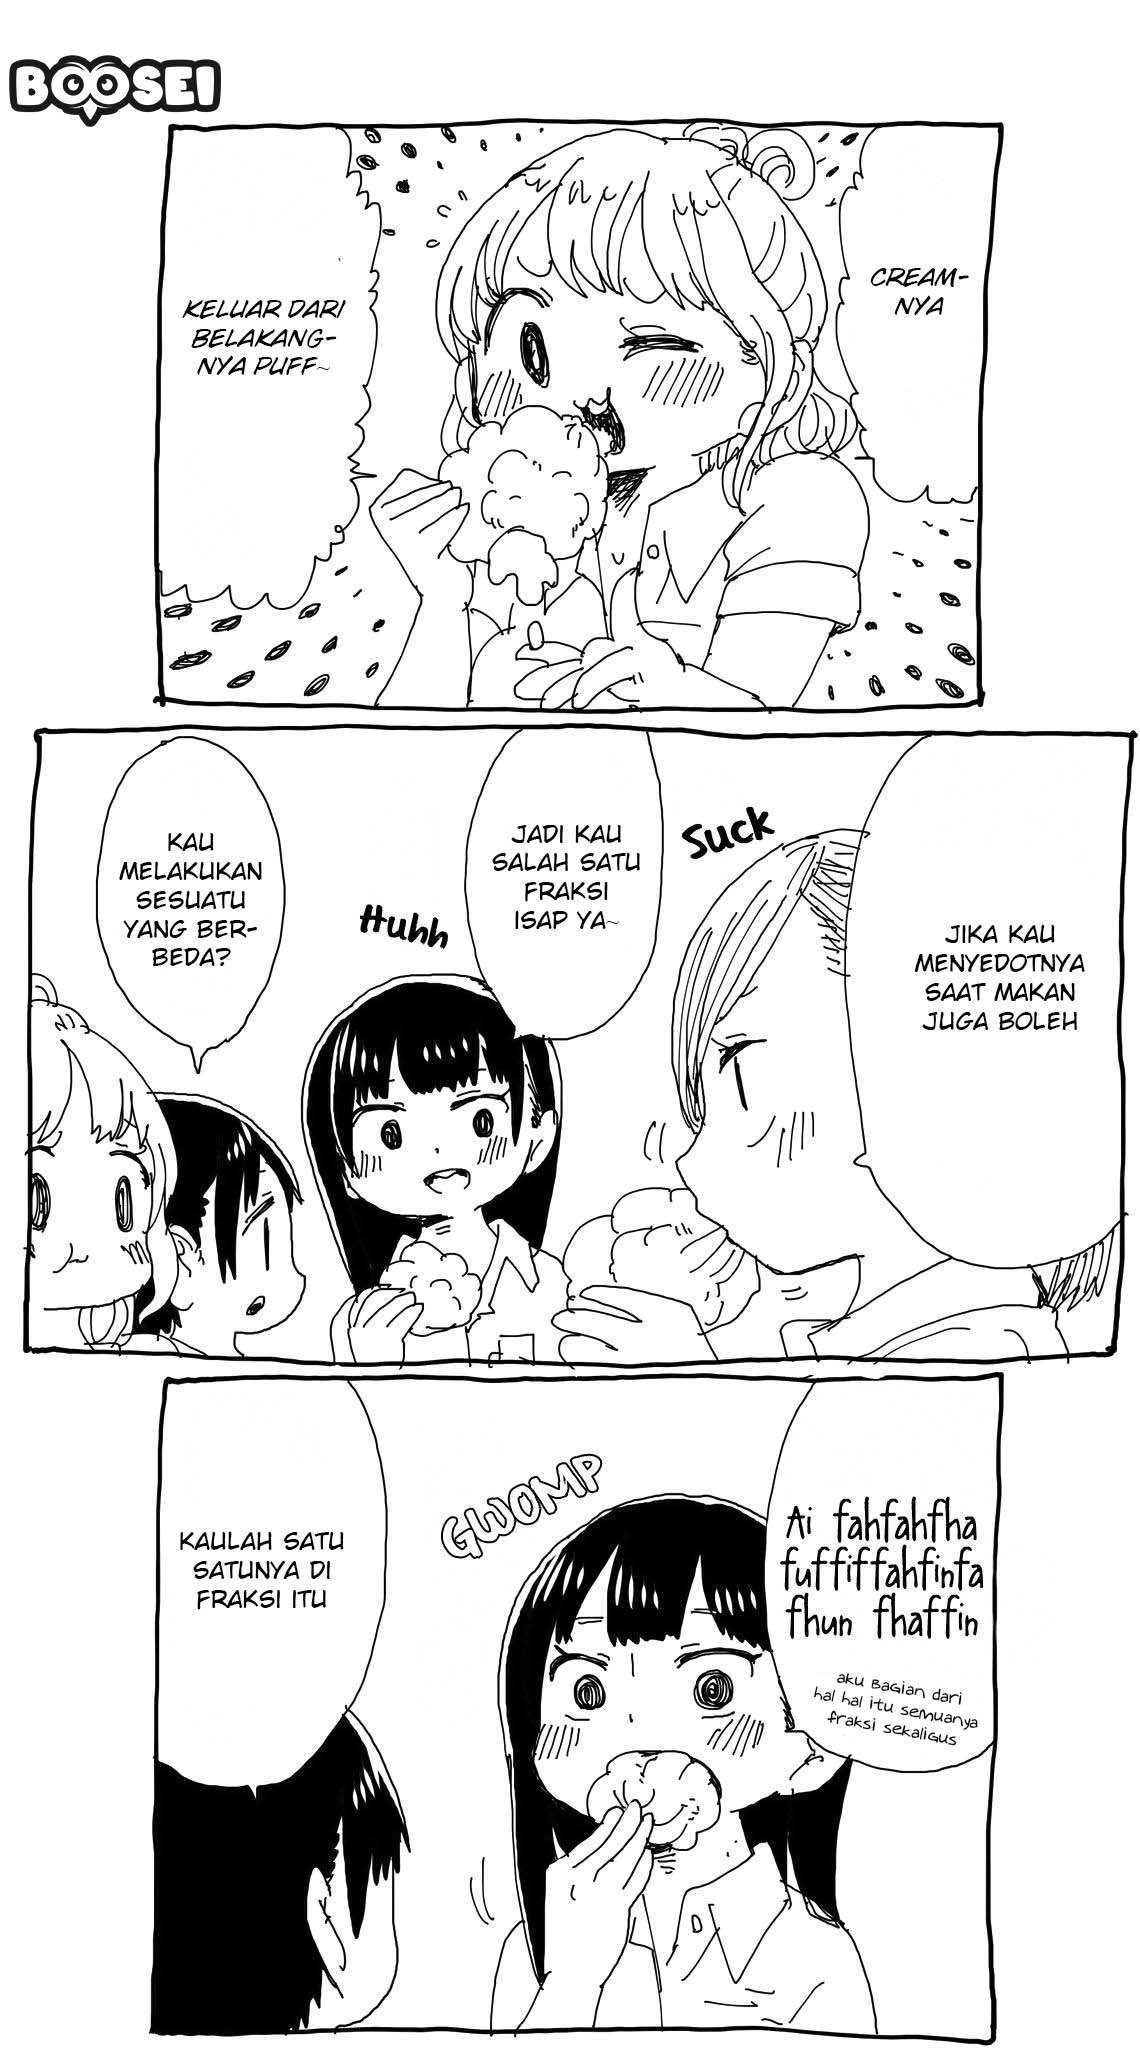 BOOSEI
CREAM-
NYA
KELUAR DARI
BELAKANG-
NYA PUFF~
JIKA KAU
MENYEDOTNYA
SAAT MAKAN
JUGA BOLEH
Suck
JADI KAU
SALAH SATU
FRAKSI
ISAP YA~
Huhh
KAU
MELAKUKAN
SESUATU
YANG BER-
BEDA?
Ai fahfahfha
fuffiffahfinfa
fhun fhaffin
aku Bagian dari
hal hal itu semuanya
fraksi sekaligus
GWOMP
KAULAH SATU
SATUNYA DI
FRAKSI ITU